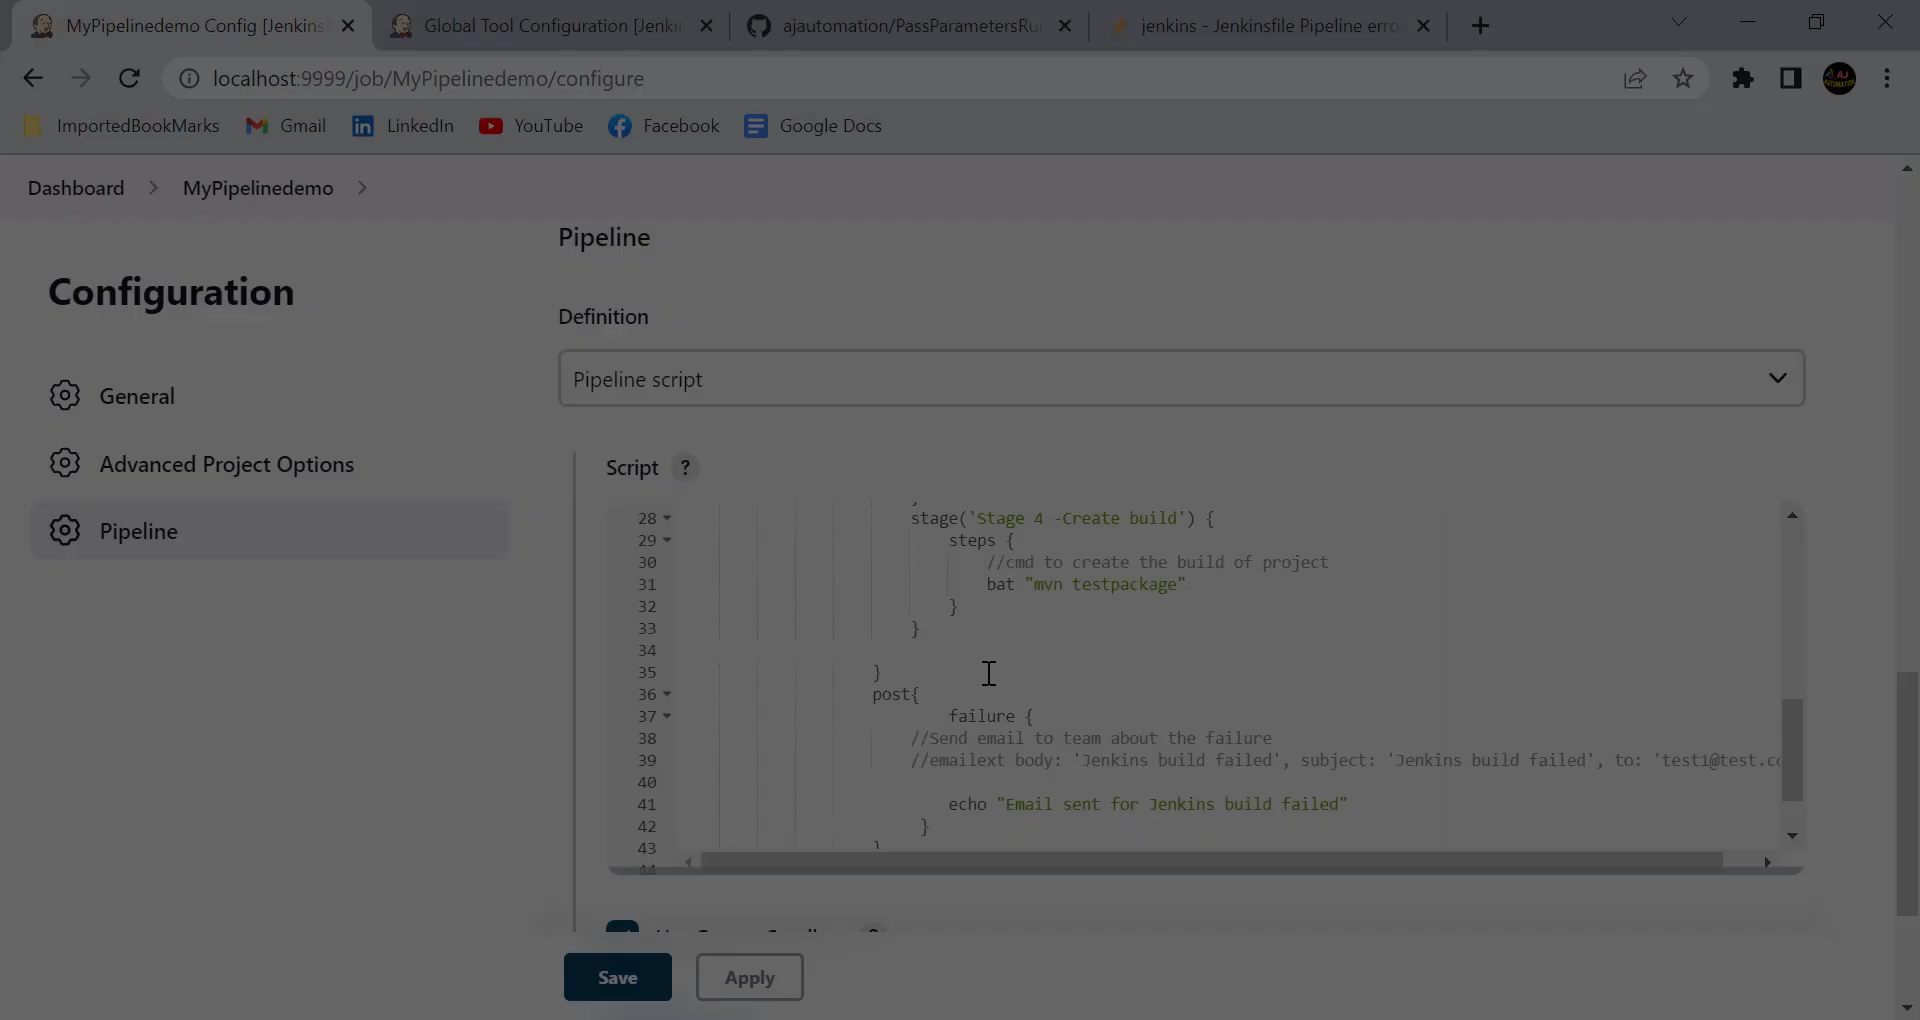 MyPipelinedemo Config [Jenkins
Global Tool Configuration [Jenki
ajautomation/PassParametersRu
jenkins - Jenkinsfile Pipeline erro
localhost:9999/job/MyPipelinedemo/configure
AJ
AUTOMATION
ImportedBookMarks
Gmail
LinkedIn
YouTube
Facebook
Google Docs
Dashboard
MyPipelinedemo
Configuration
General
Advanced Project Options
Pipeline
Pipeline
Definition
Pipeline script
Script ?
28 stage('Stage 4 -Create build') {
29 steps {
30 //cmd to create the build of project
31 bat "mvn testpackage"
32 }
33 }
34
35 }
36 post{
37 failure {
38 //Send email to team about the failure
39 //emailext body: 'Jenkins build failed', subject: 'Jenkins build failed', to: 'test1@test.co
40
41 echo "Email sent for Jenkins build failed"
42 }
43 }
44
Save
Apply